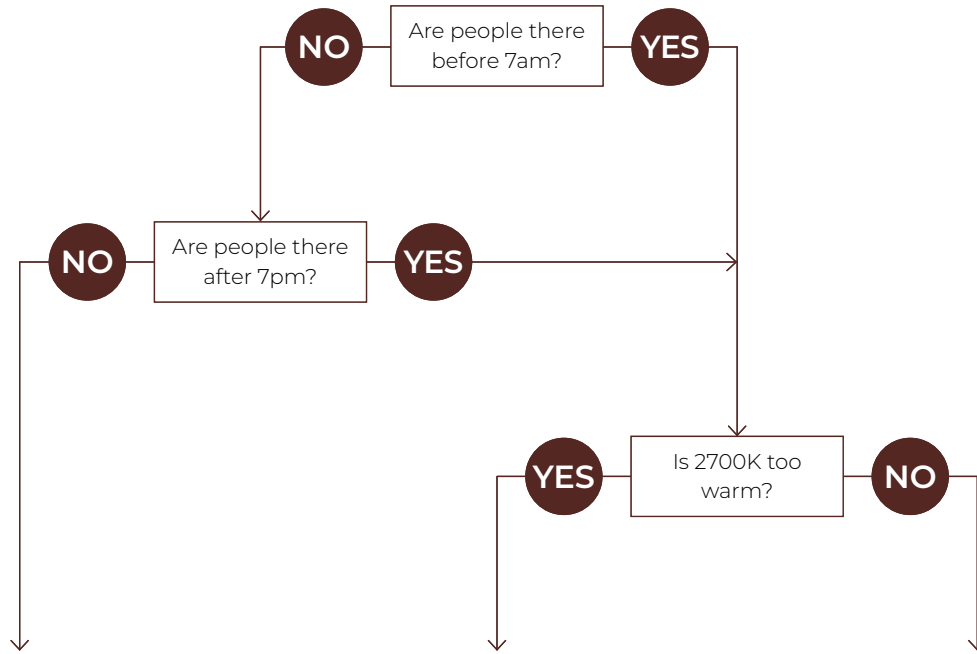 NO
Are people there
before 7am?
YES
NO
Are people there
after 7pm?
YES
YES
Is 2700K too
warm?
NO